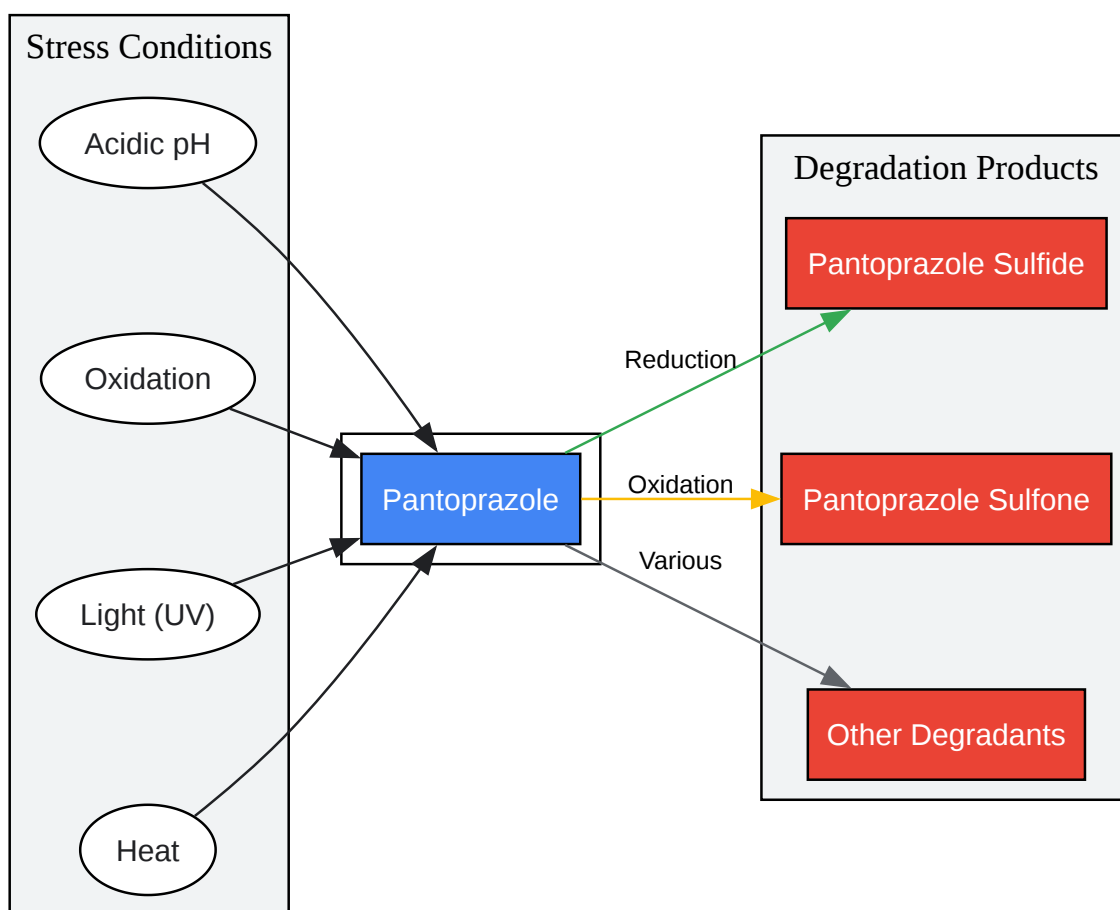 Stress Conditions
Acidic pH
Oxidation
Light (UV)
Heat
Pantoprazole
Reduction
Oxidation
Various
Degradation Products
Pantoprazole Sulfide
Pantoprazole Sulfone
Other Degradants